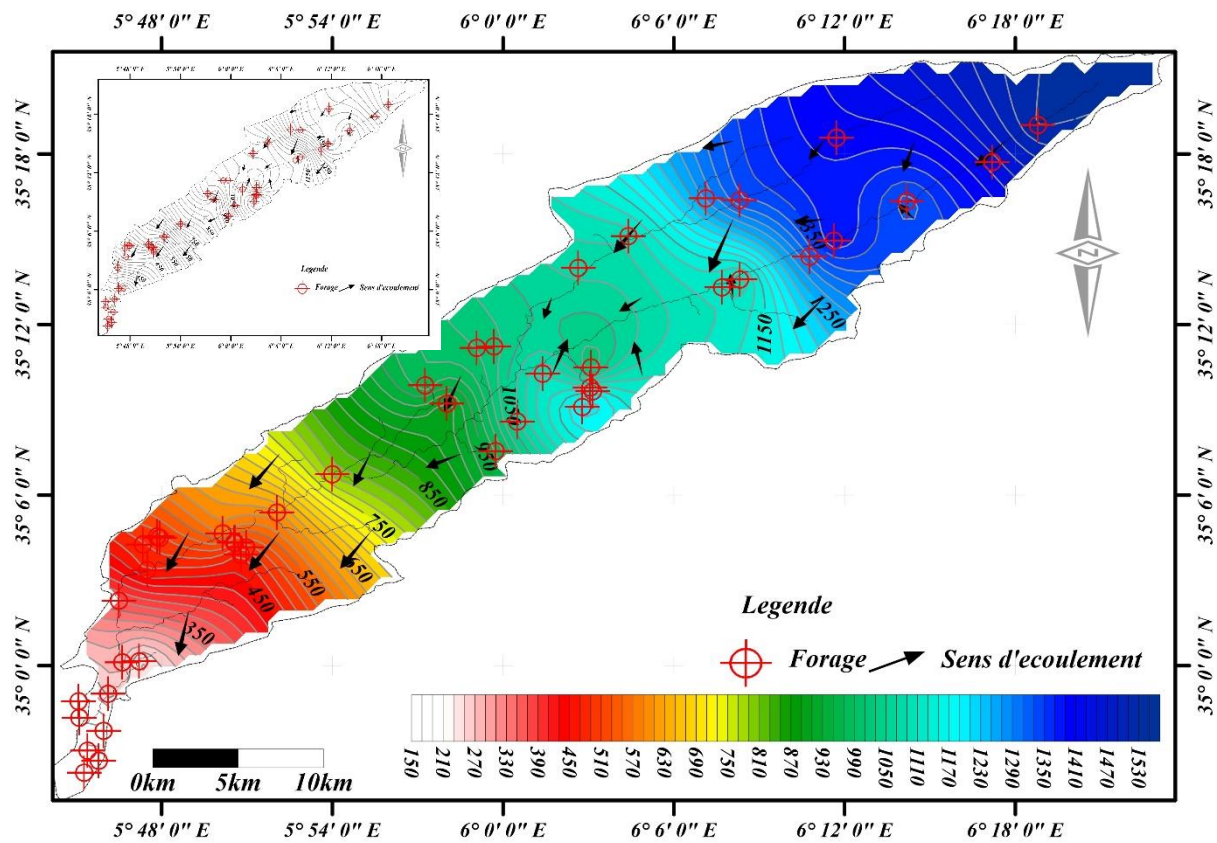 5° 48' 0" E
5° 54' 0" E
6° 0' 0" E
6° 6' 0" E
6° 12' 0" E
6° 18' 0" E
35° 18' 0" N
35° 12' 0" N
35° 6' 0" N
35° 0' 0" N
35° 18' 0" N
35° 12' 0" N
35° 6' 0" N
35° 0' 0" N
Legende
Forage
Sens d'ecoulement
N
1350
1250
1150
1050
950
850
750
650
550
450
350
Legende
Forage
Sens d'ecoulement
150
210
270
330
390
450
510
570
630
690
750
810
870
930
990
1050
1110
1170
1230
1290
1350
1410
1470
1530
0km
5km
10km
5° 48' 0" E
5° 54' 0" E
6° 0' 0" E
6° 6' 0" E
6° 12' 0" E
6° 18' 0" E